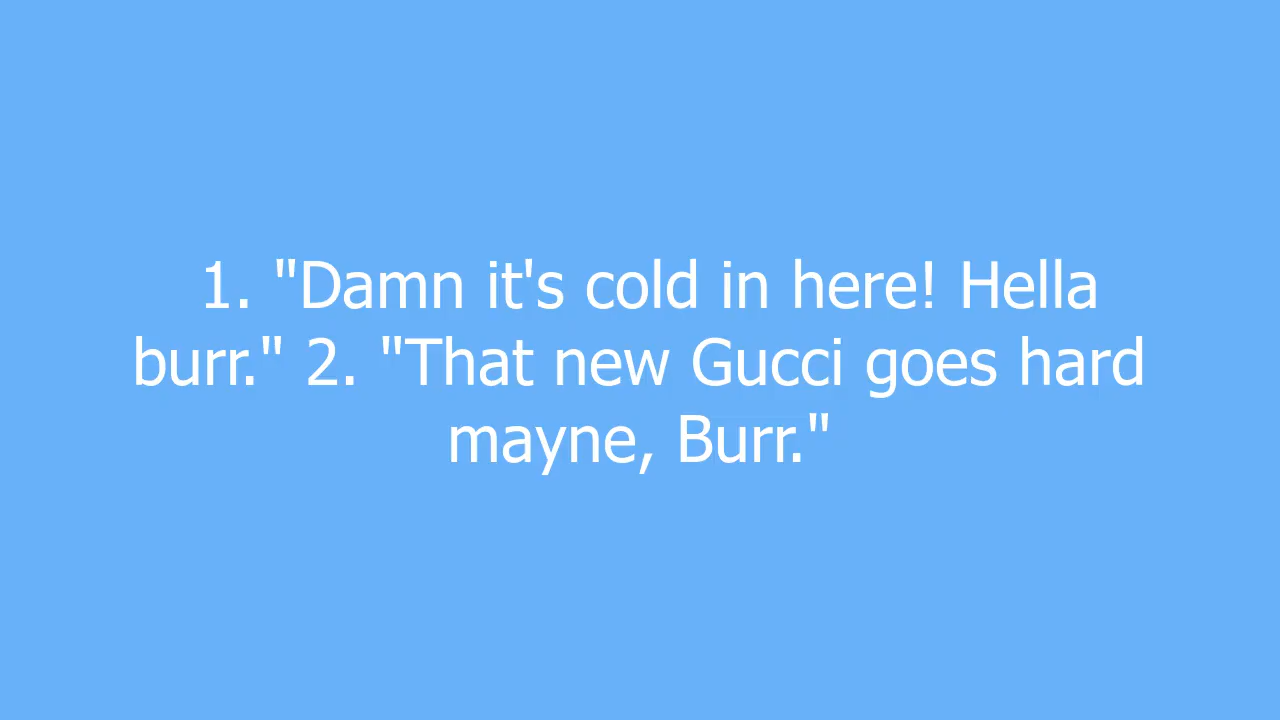 1. "Damn it's cold in here! Hella
burr." 2. "That new Gucci goes hard
mayne, Burr."